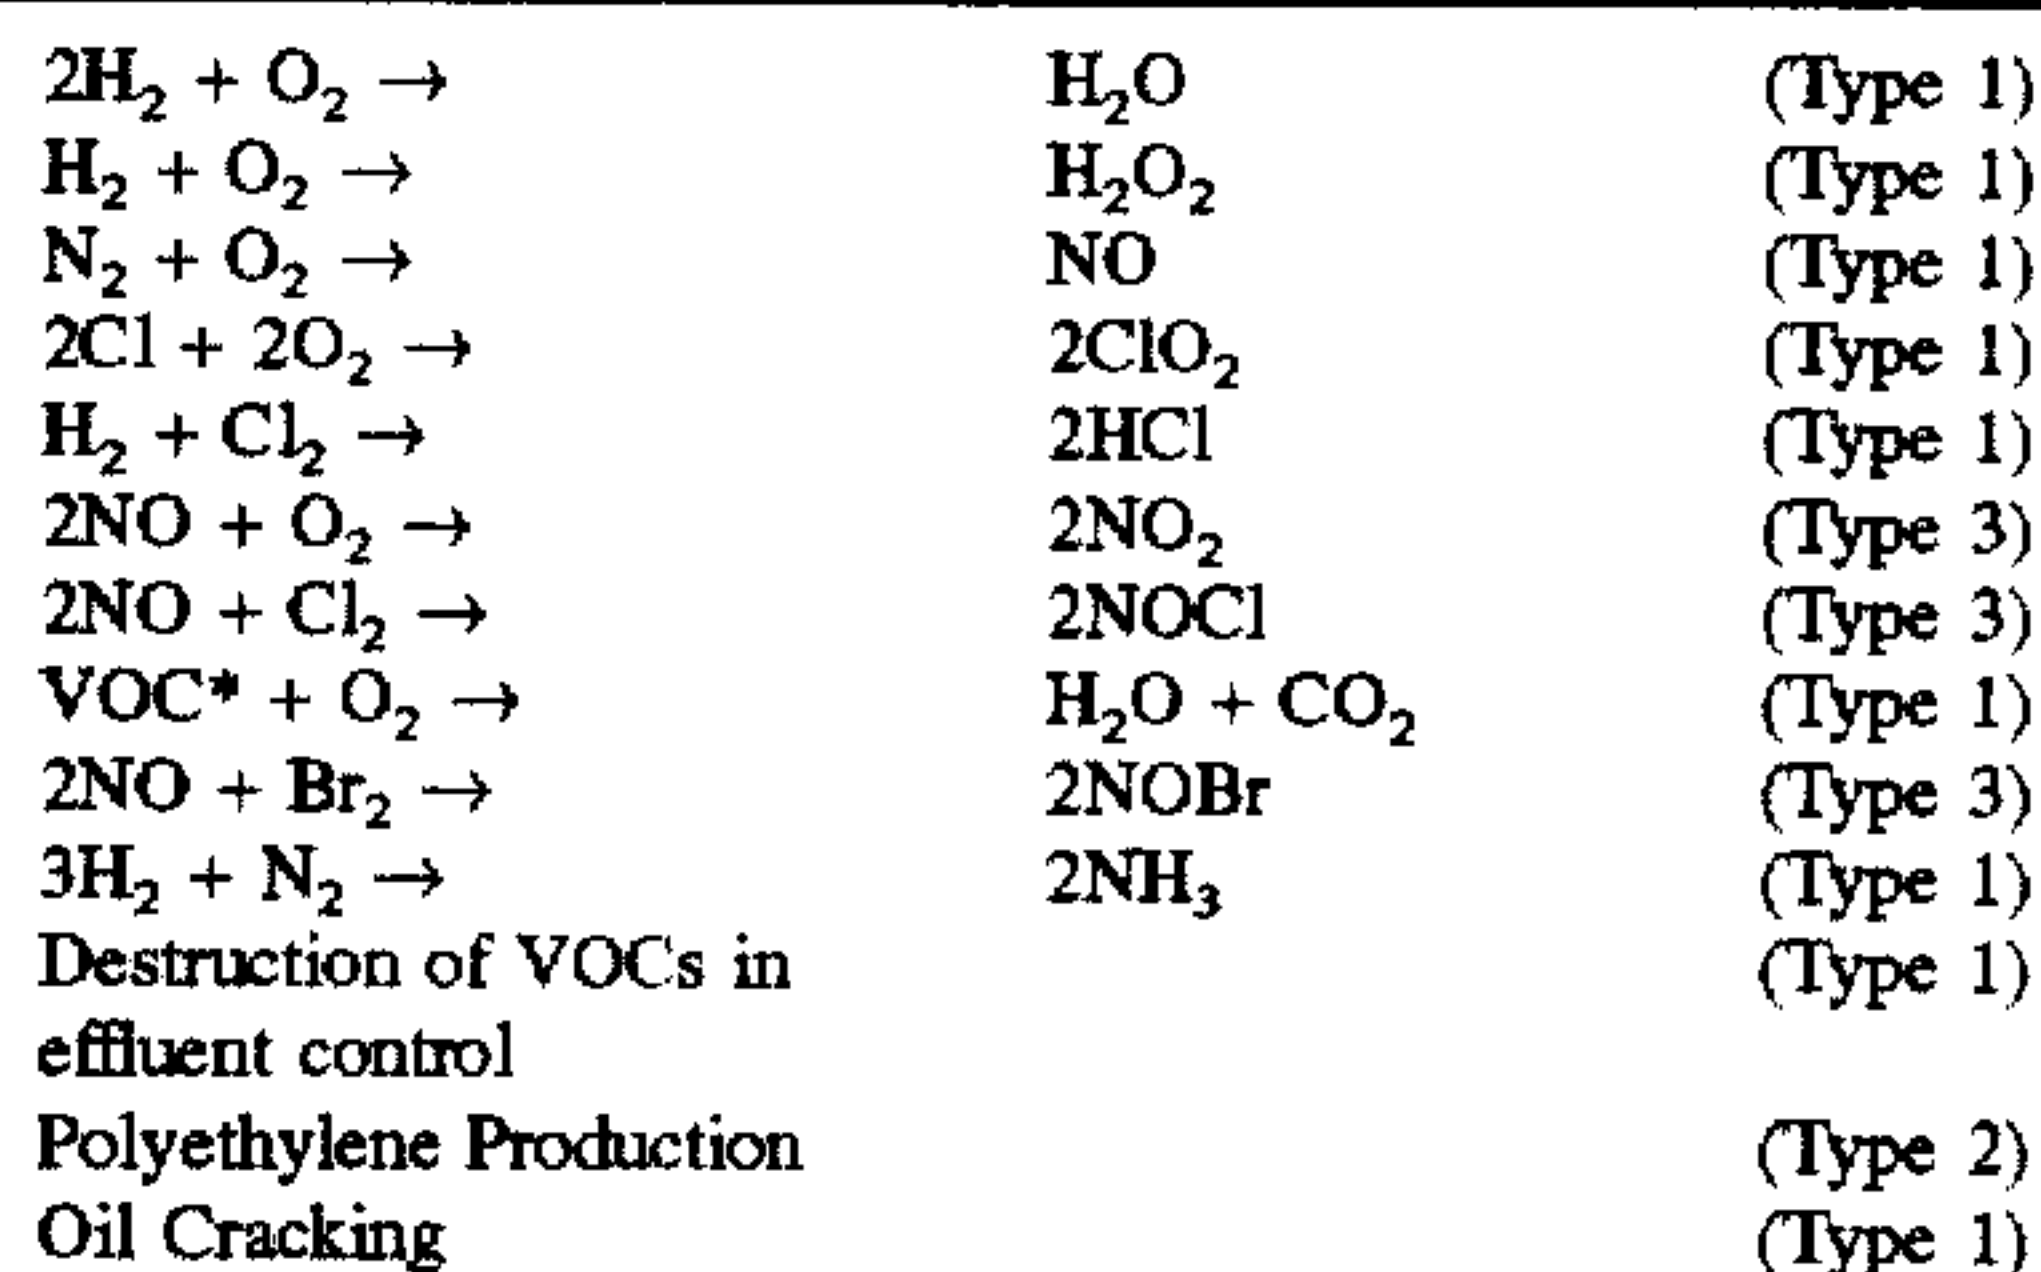 2H₂ + O₂ → H₂O (Type 1)
H₂ + O₂ → H₂O₂ (Type 1)
N₂ + O₂ → NO (Type 1)
2Cl + 2O₂ → 2ClO₂ (Type 1)
H₂ + Cl₂ → 2HCl (Type 1)
2NO + O₂ → 2NO₂ (Type 3)
2NO + Cl₂ → 2NOCl (Type 3)
VOC* + O₂ → H₂O + CO₂ (Type 1)
2NO + Br₂ → 2NOBr (Type 3)
3H₂ + N₂ → 2NH₃ (Type 1)
Destruction of VOCs in (Type 1)
effluent control
Polyethylene Production (Type 2)
Oil Cracking (Type 1)